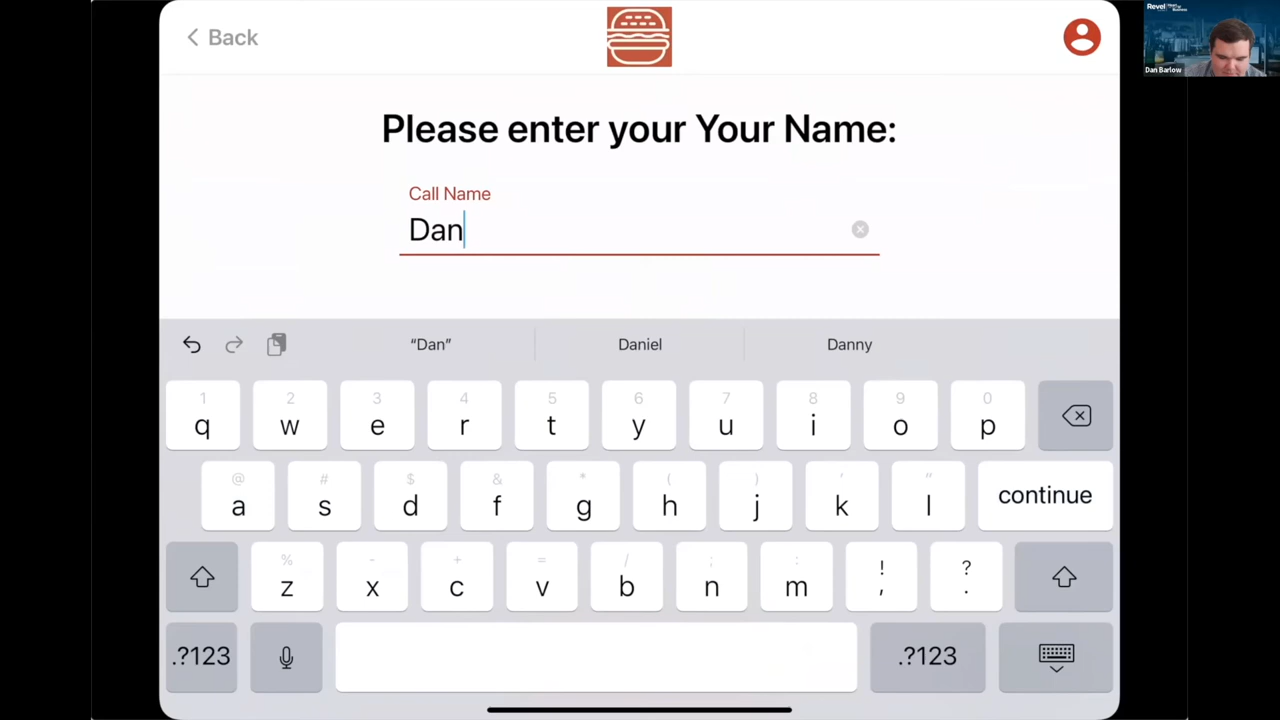 Back
Revel
Dan Barlow
Please enter your Your Name:
Call Name
Dan
“Dan” Daniel Danny
1 2 3 4 5 6 7 8 9 0
q w e r t y u i o p
@ # $ & * ( ) ' "
a s d f g h j k l continue
% - + = / ; : ! ?
z x c v b n m , .
.?123 .?123